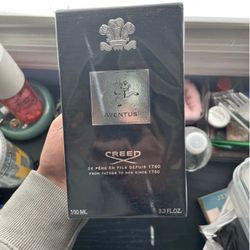 AVENTUS
CREED
DE PÈRE EN FILS DEPUIS 1760
FROM FATHER TO SON SINCE 1760
100 ML 3.3 FL.OZ.